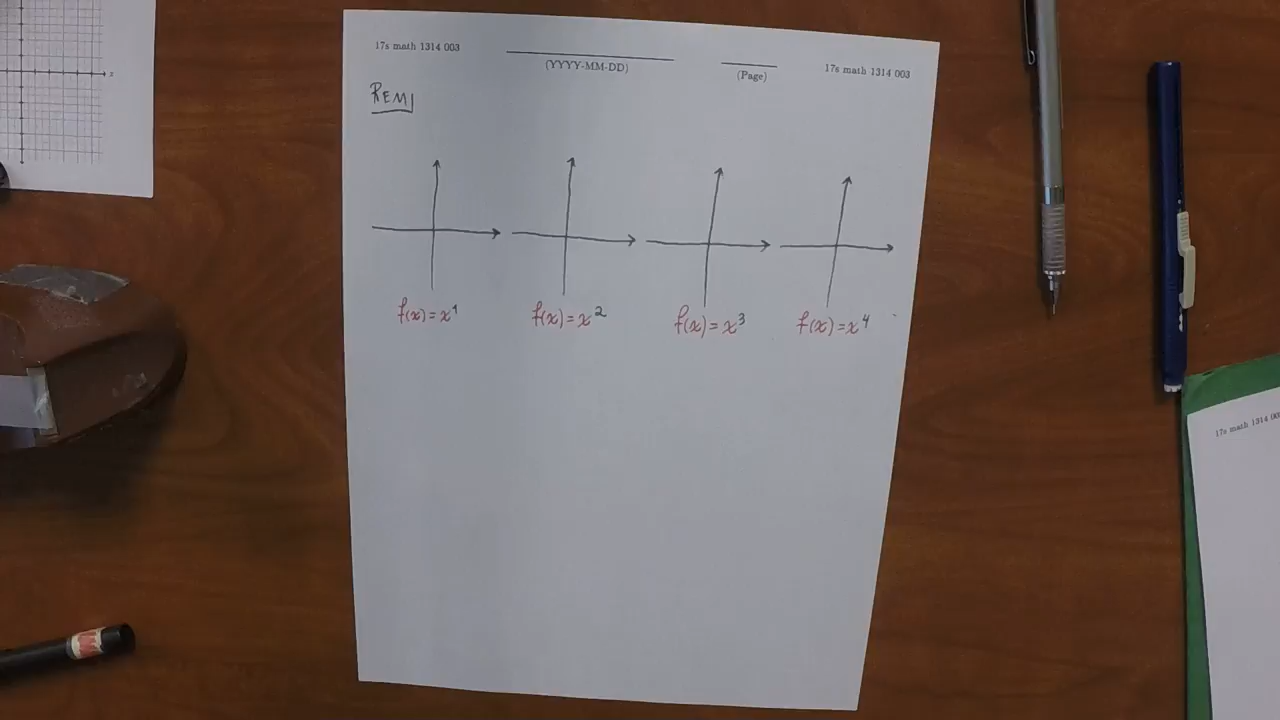 17s math 1314 003
(YYYY-MM-DD)
(Page)
17s math 1314 003
REM
f(x)=x¹
f(x)=x²
f(x)=x³
f(x)=x⁴
x
17s math 1314